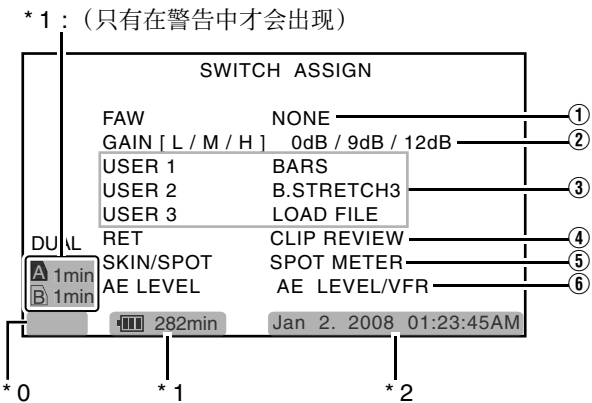 *1：（只有在警告中才会出现）
SWITCH ASSIGN
FAW NONE ①
GAIN [ L / M / H ] 0dB / 9dB / 12dB ②
USER 1 BARS
USER 2 B.STRETCH3 ③
USER 3 LOAD FILE
DUAL RET CLIP REVIEW ④
A 1min SKIN/SPOT SPOT METER ⑤
B 1min AE LEVEL AE LEVEL/VFR ⑥
282min Jan 2. 2008 01:23:45AM
*0 *1 *2